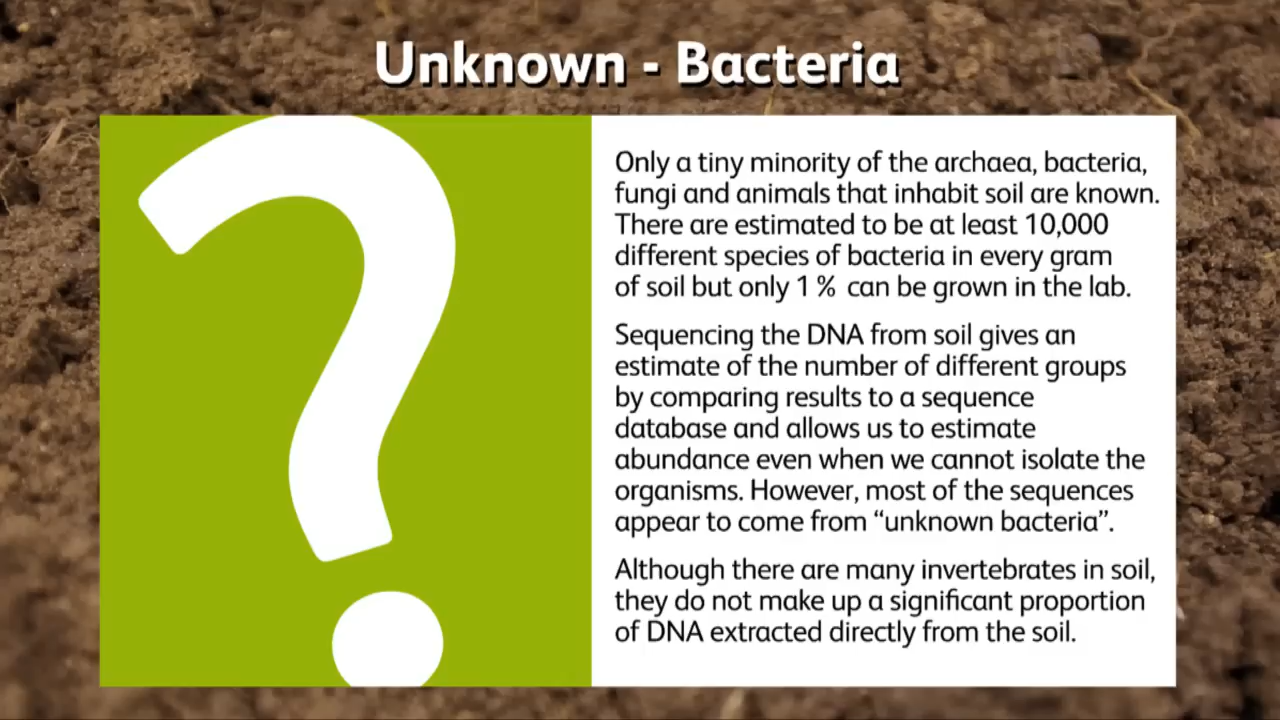 Unknown - Bacteria
Only a tiny minority of the archaea, bacteria,
fungi and animals that inhabit soil are known.
There are estimated to be at least 10,000
different species of bacteria in every gram
of soil but only 1 % can be grown in the lab.
Sequencing the DNA from soil gives an
estimate of the number of different groups
by comparing results to a sequence
database and allows us to estimate
abundance even when we cannot isolate the
organisms. However, most of the sequences
appear to come from “unknown bacteria”.
Although there are many invertebrates in soil,
they do not make up a significant proportion
of DNA extracted directly from the soil.
?